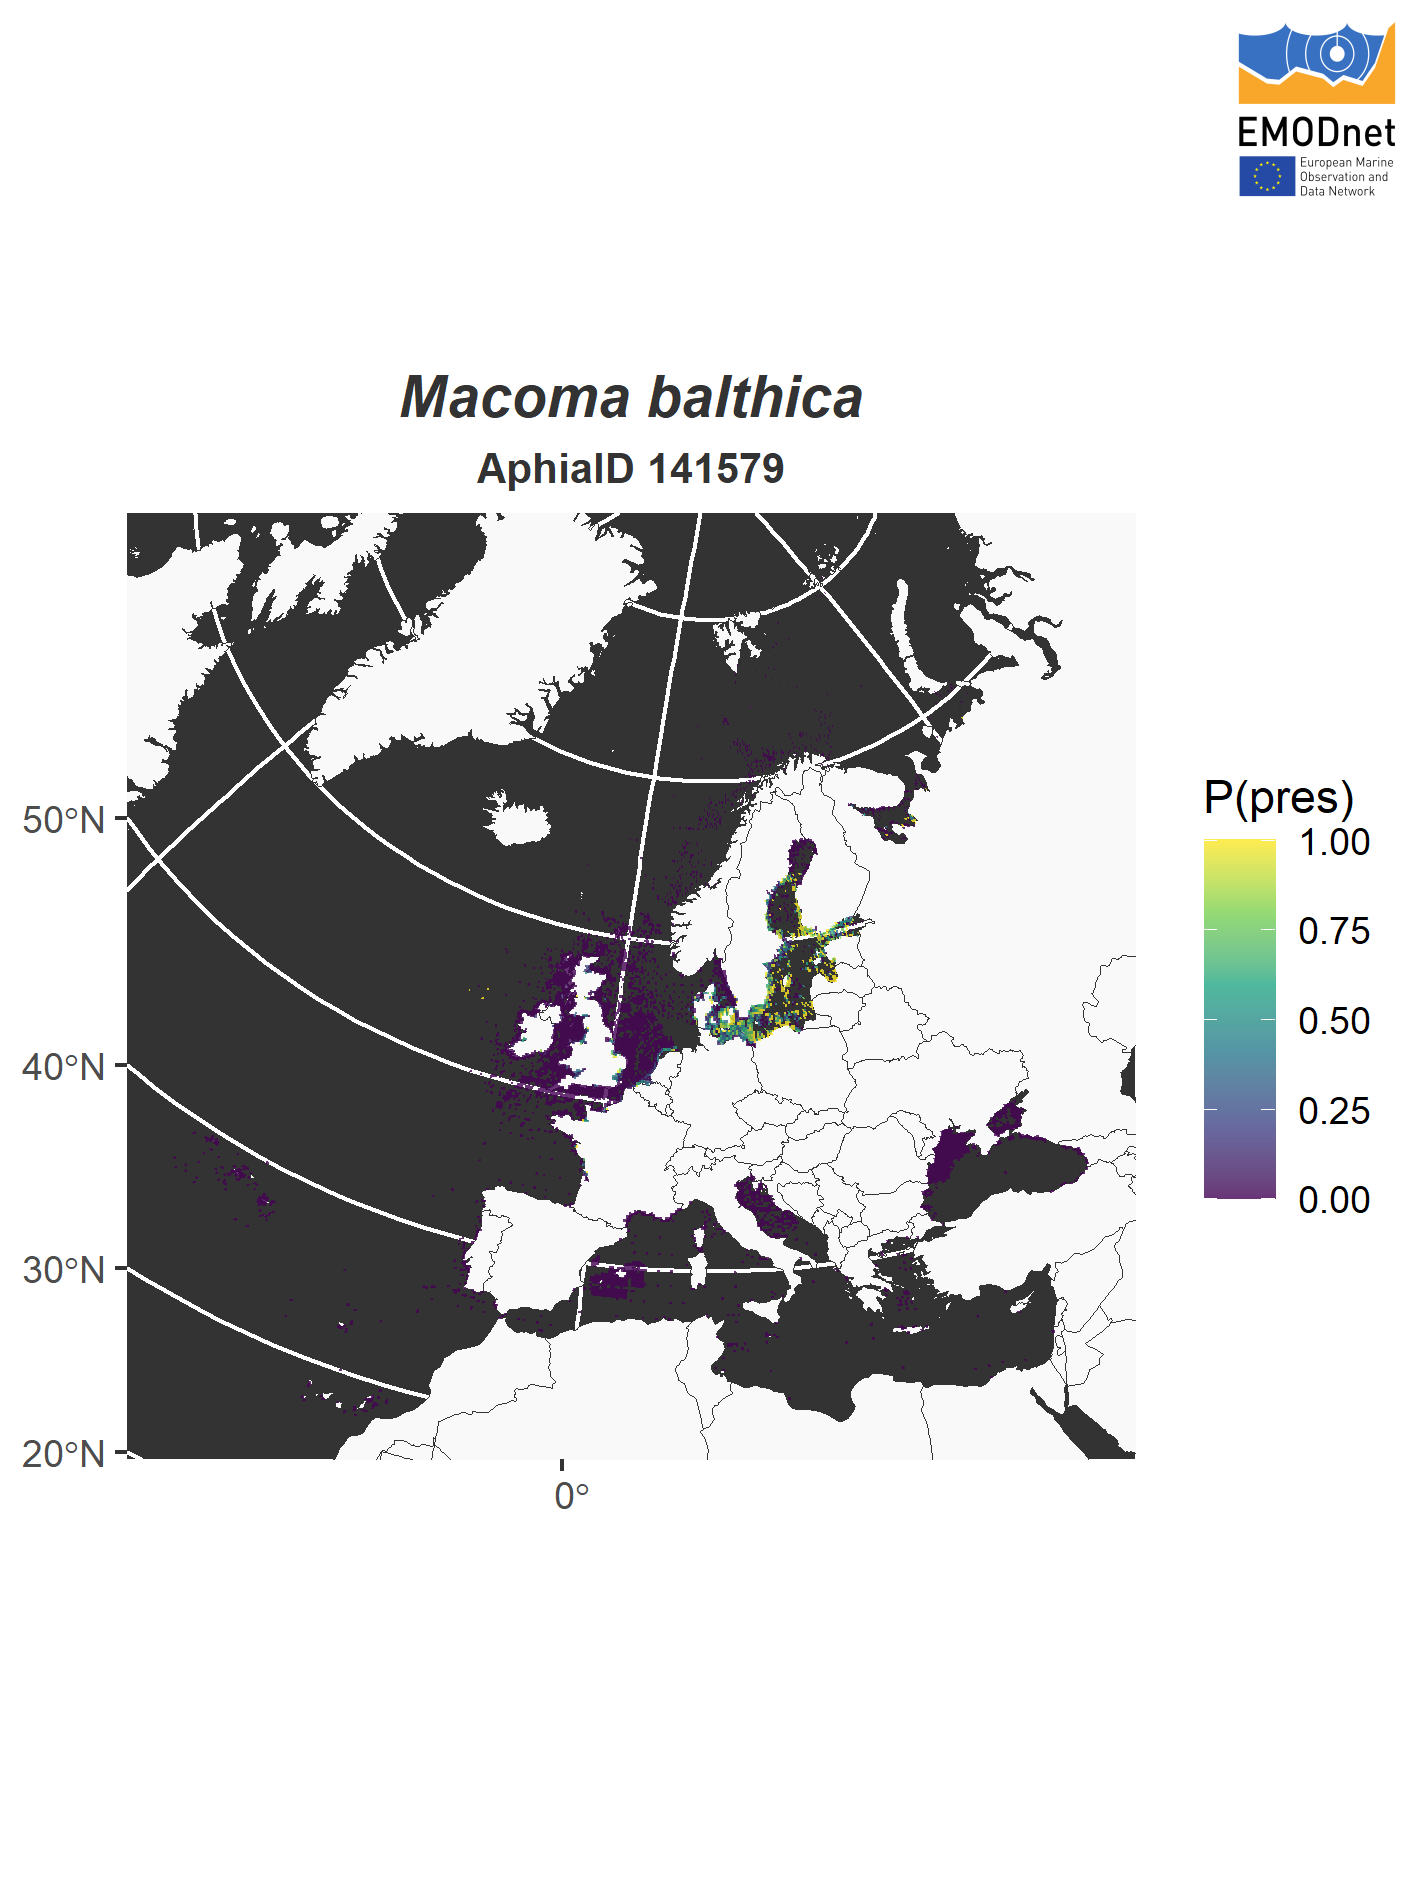 EMODnet
European Marine
Observation and
Data Network
Macoma balthica
AphiaID 141579
50°N
40°N
30°N
20°N
0°
P(pres)
1.00
0.75
0.50
0.25
0.00